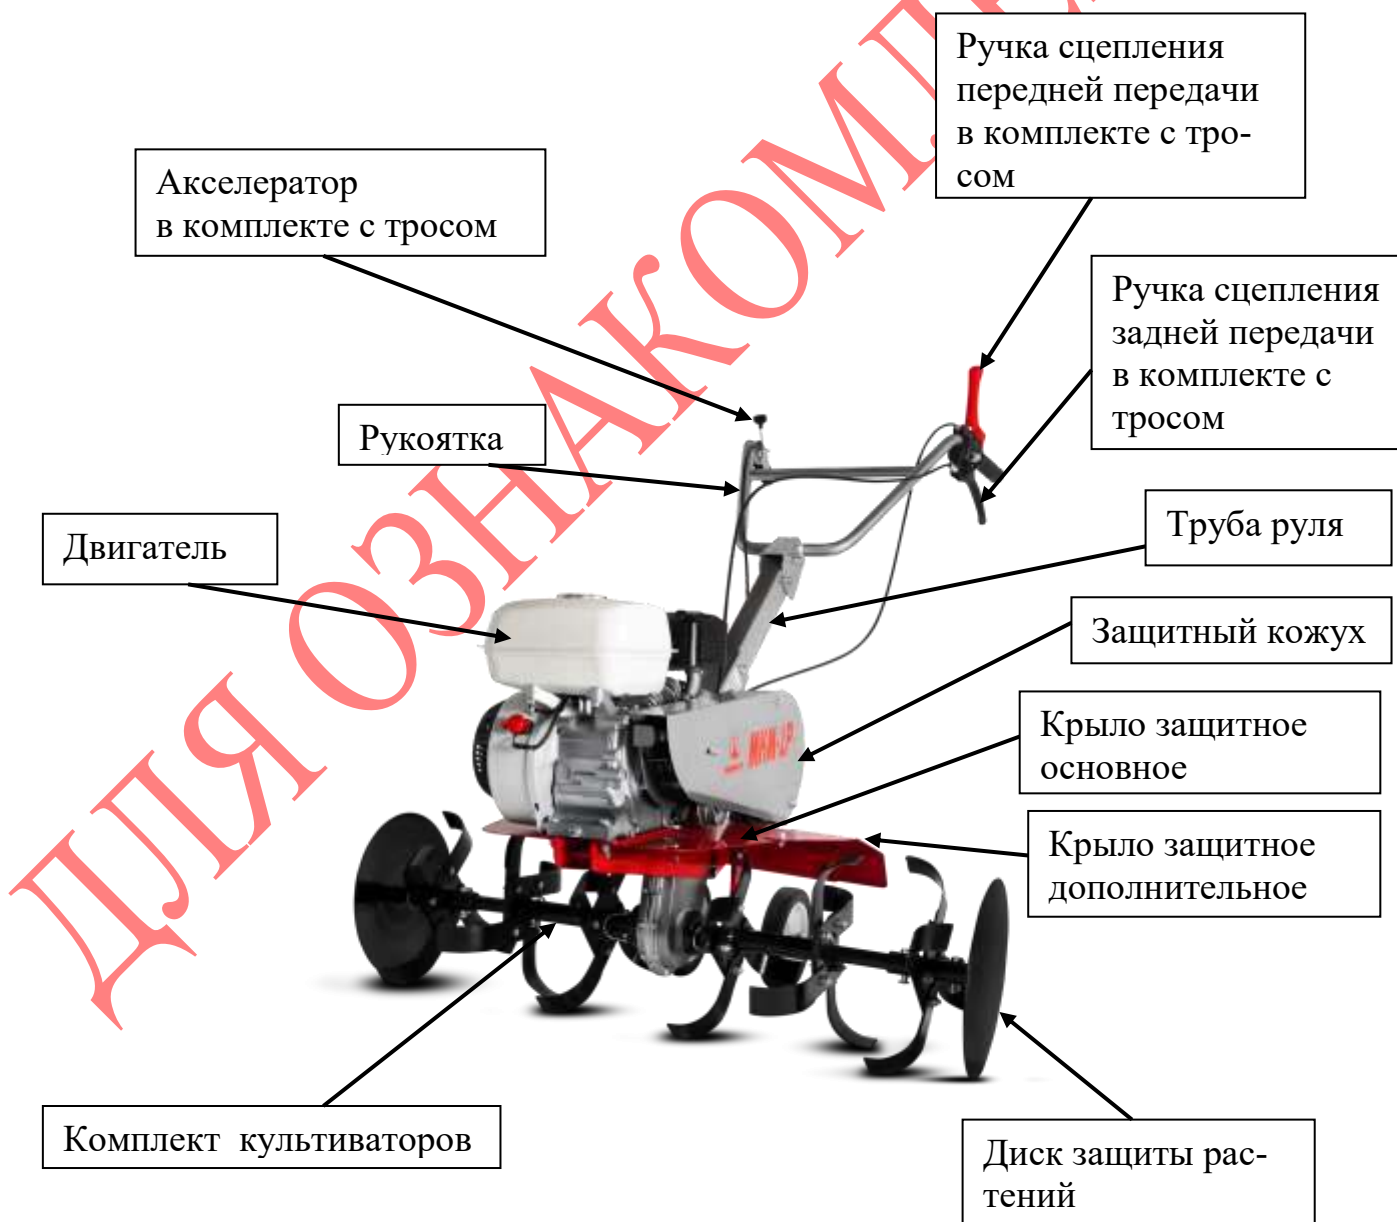 Ручка сцепления
передней передачи
в комплекте с тро-
сом
Акселератор
в комплекте с тросом
Ручка сцепления
задней передачи
в комплекте с
тросом
Рукоятка
Двигатель
Труба руля
Защитный кожух
Крыло защитное
основное
Крыло защитное
дополнительное
Комплект культиваторов
Диск защиты рас-
тений
ДЛЯ ОЗНАКОМЛ